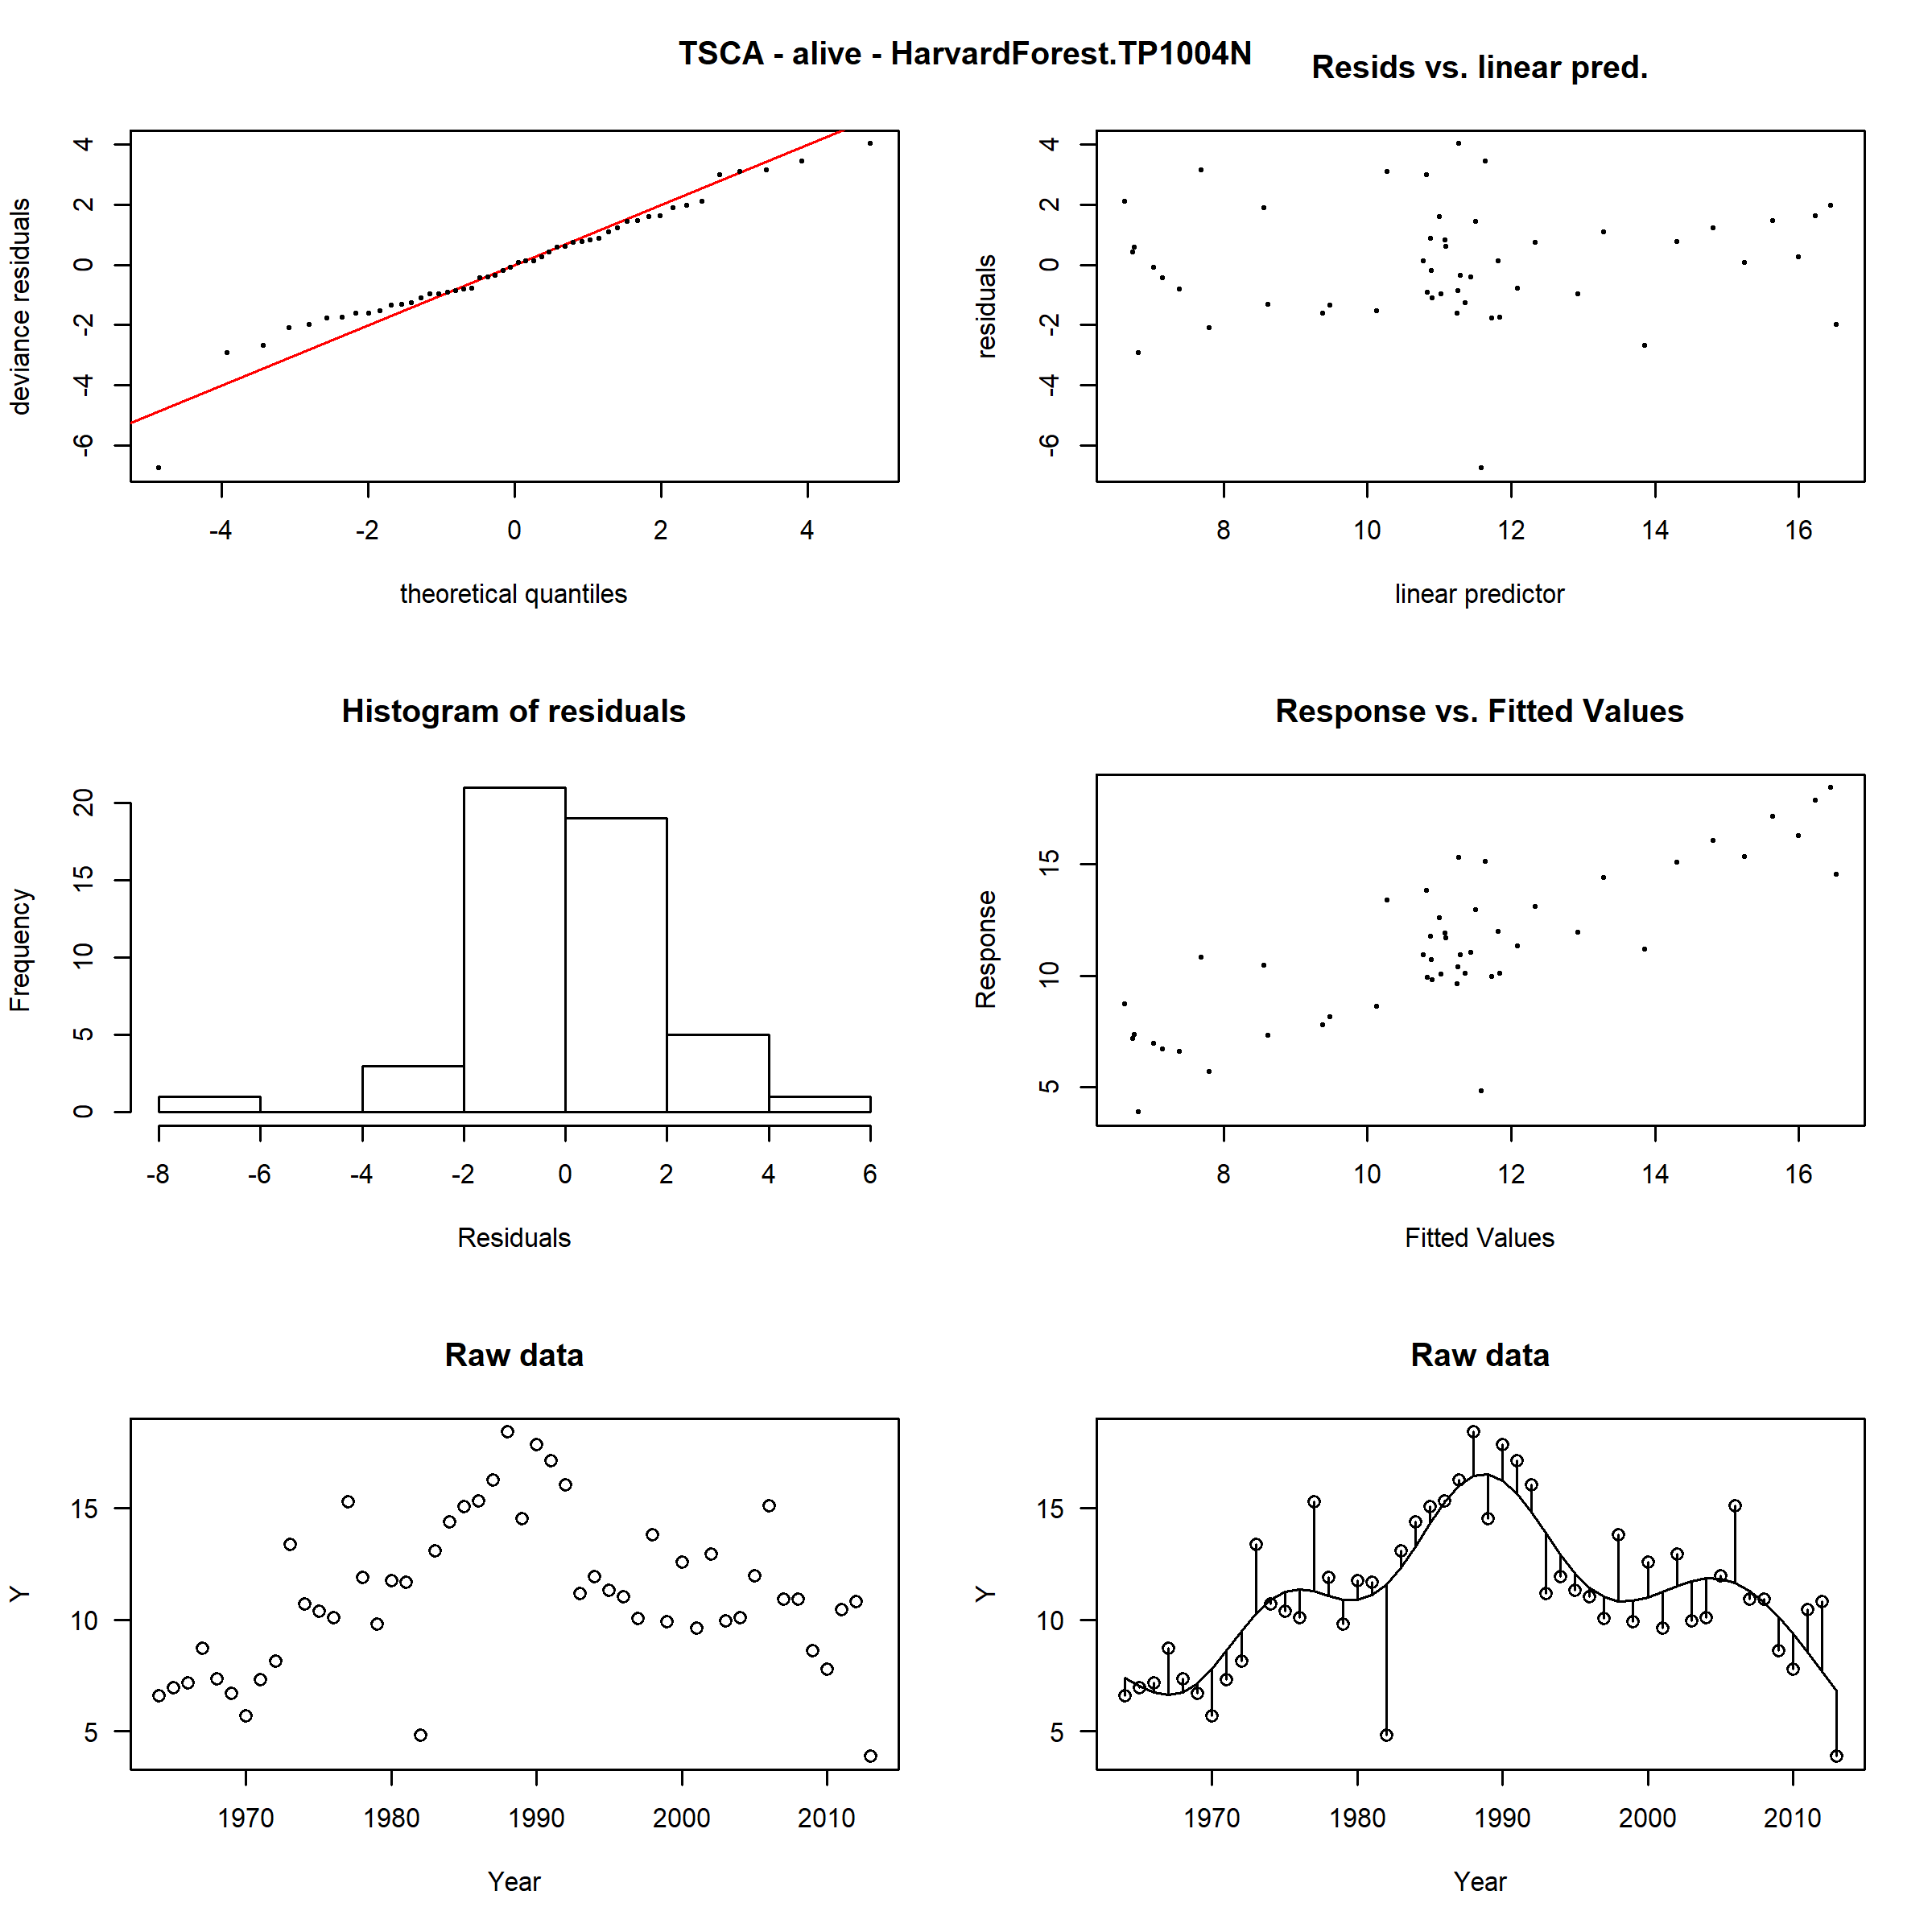 TSCA - alive - HarvardForest.TP1004N
Resids vs. linear pred.
deviance residuals
4
2
0
-2
-4
-6
-4 -2 0 2 4
theoretical quantiles
residuals
4
2
0
-2
-4
-6
8 10 12 14 16
linear predictor
Histogram of residuals
Frequency
20
15
10
5
0
-8 -6 -4 -2 0 2 4 6
Residuals
Response vs. Fitted Values
Response
15
10
5
8 10 12 14 16
Fitted Values
Raw data
Y
15
10
5
1970 1980 1990 2000 2010
Year
Raw data
Y
15
10
5
1970 1980 1990 2000 2010
Year